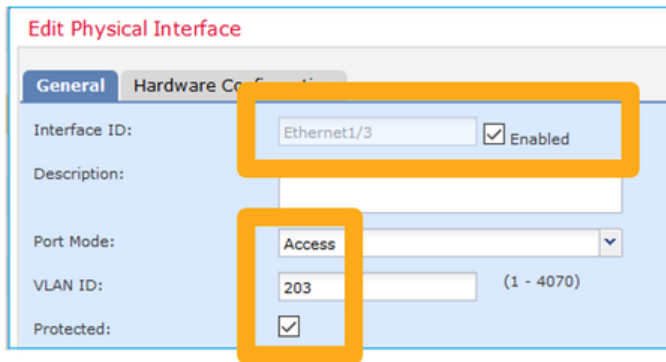 Edit Physical Interface
General Hardware
Interface ID: Ethernet1/3 Enabled
Description:
Port Mode: Access
VLAN ID: 203 (1 - 4070)
Protected: